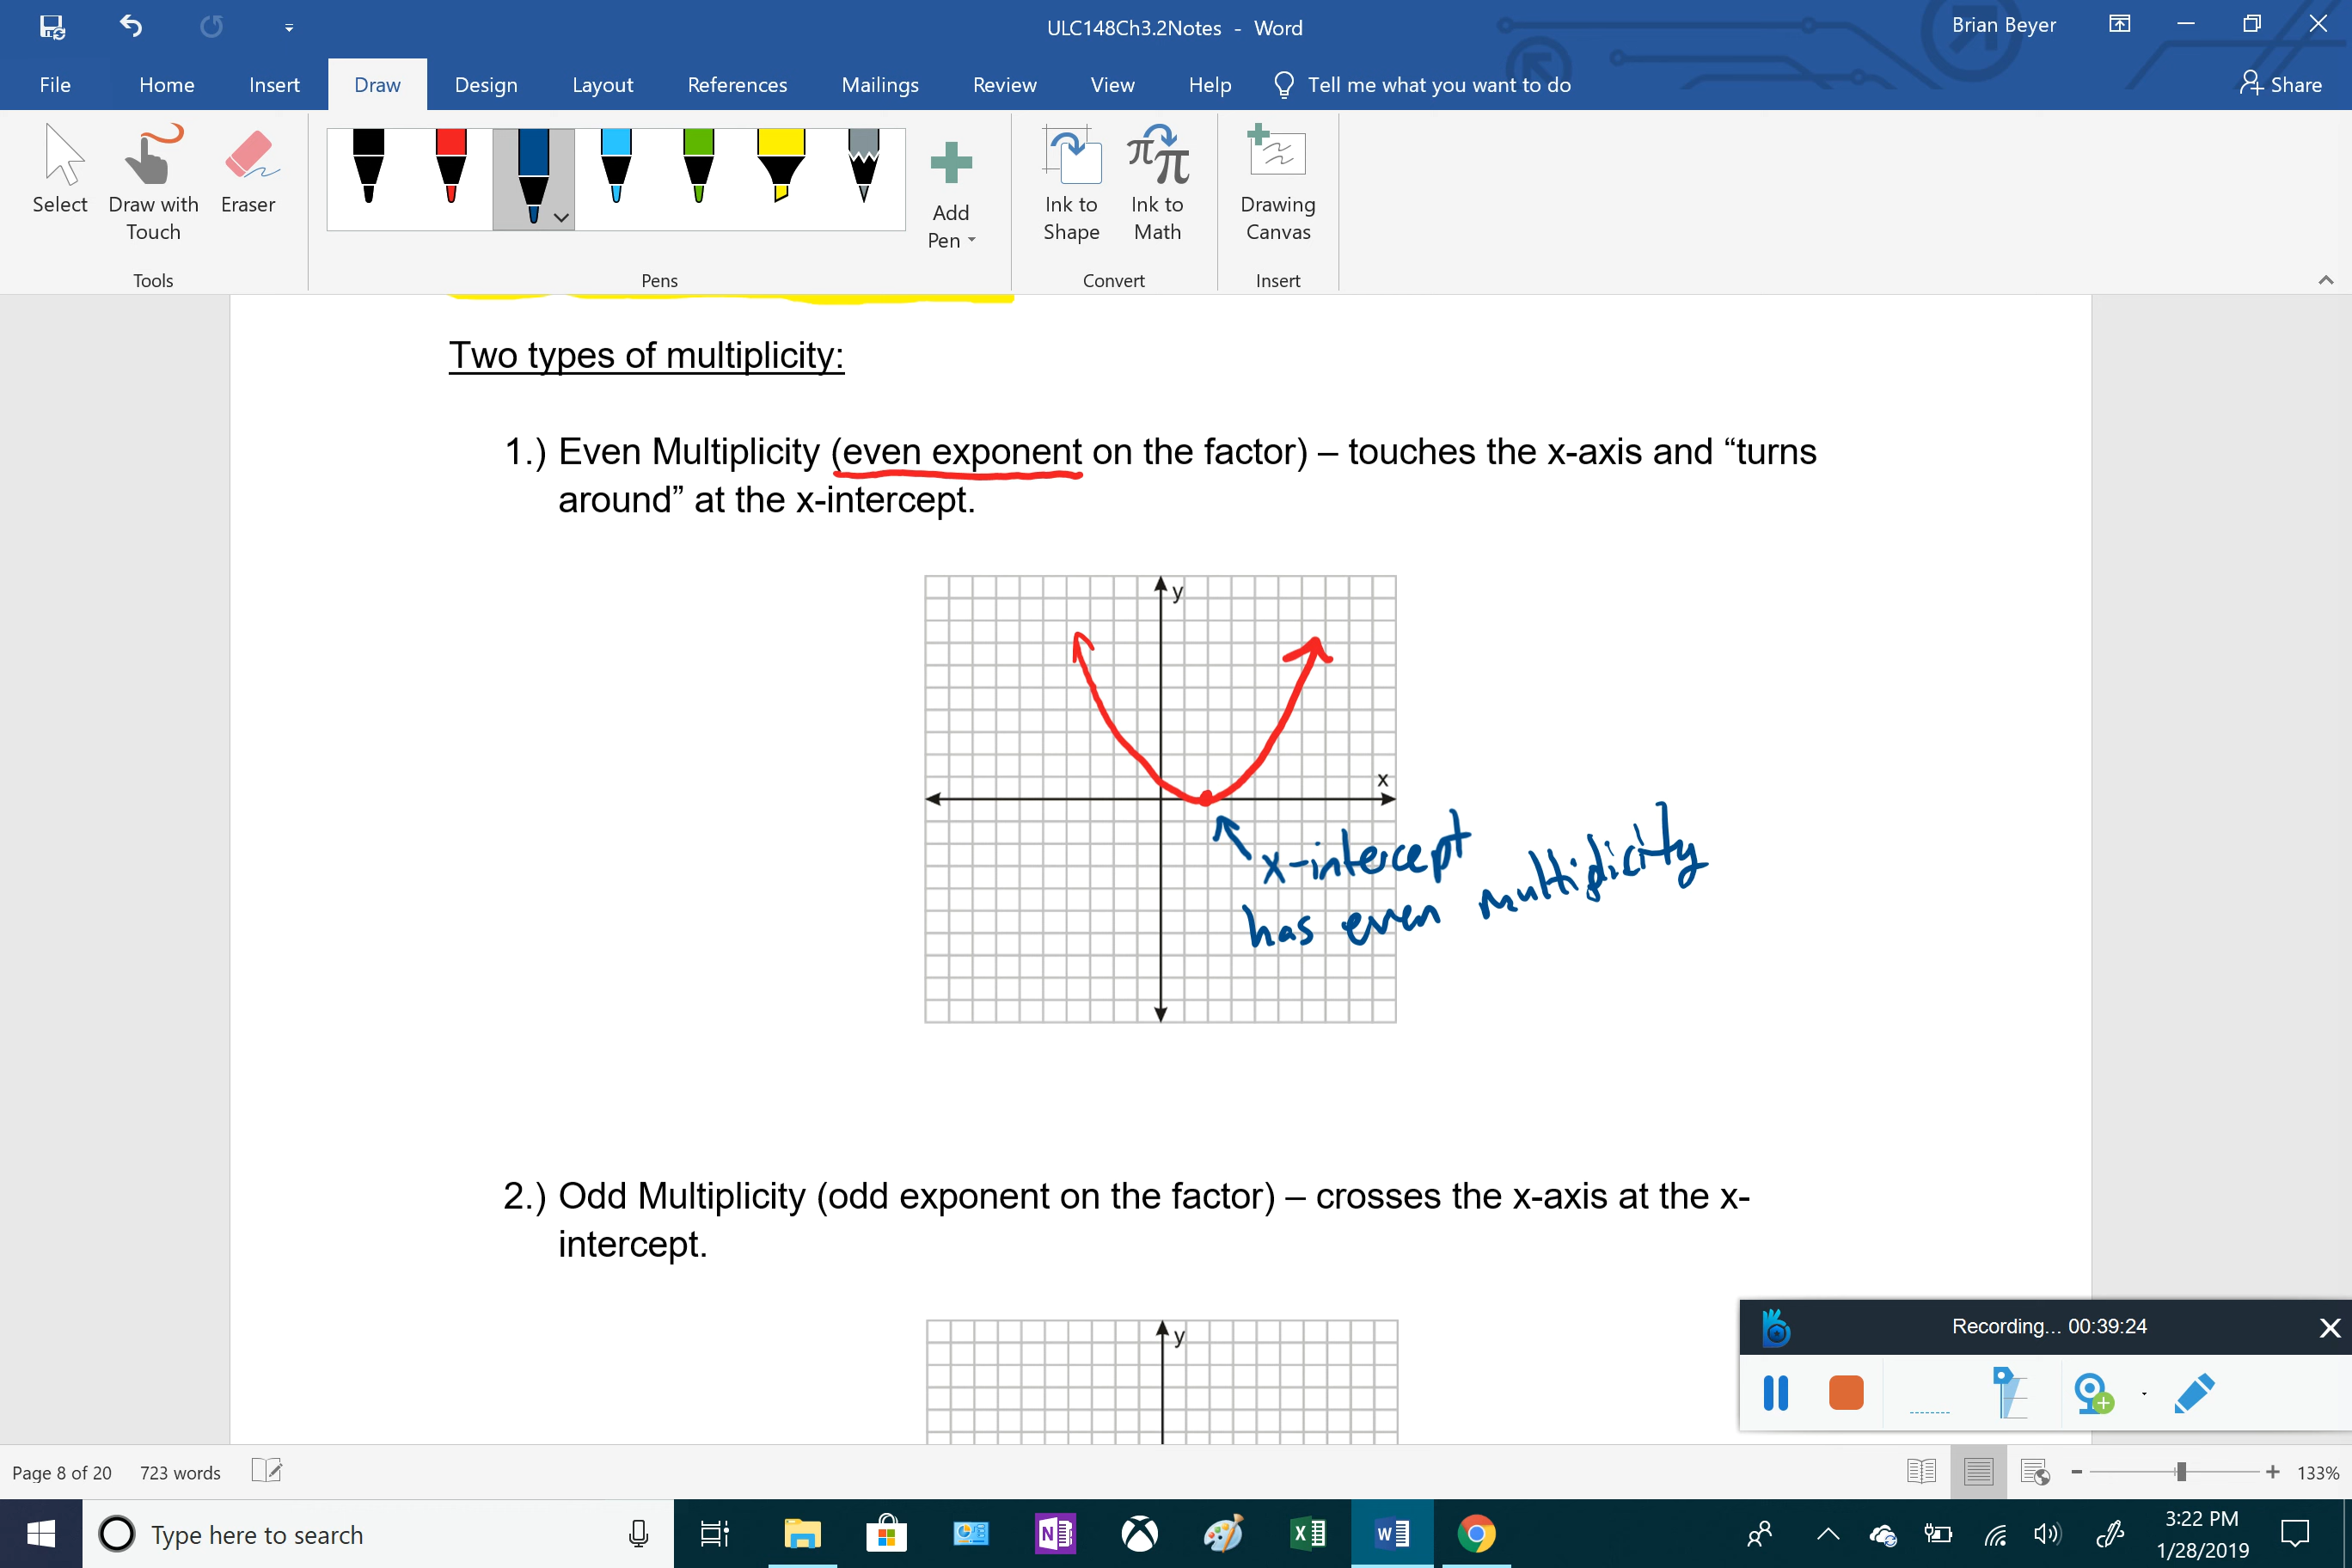 ULC148Ch3.2Notes - Word
Brian Beyer
File Home Insert Draw Design Layout References Mailings Review View Help Tell me what you want to do Share
Select Draw with Touch Eraser
Add Pen
Ink to Shape Ink to Math
Drawing Canvas
Tools Pens Convert Insert
Two types of multiplicity:
1.) Even Multiplicity (even exponent on the factor) – touches the x-axis and “turns
around” at the x-intercept.
y
x
x-intercept
has even multiplicity
2.) Odd Multiplicity (odd exponent on the factor) – crosses the x-axis at the x-
intercept.
y
Recording... 00:39:24
Page 8 of 20 723 words 133%
Type here to search
3:22 PM
1/28/2019